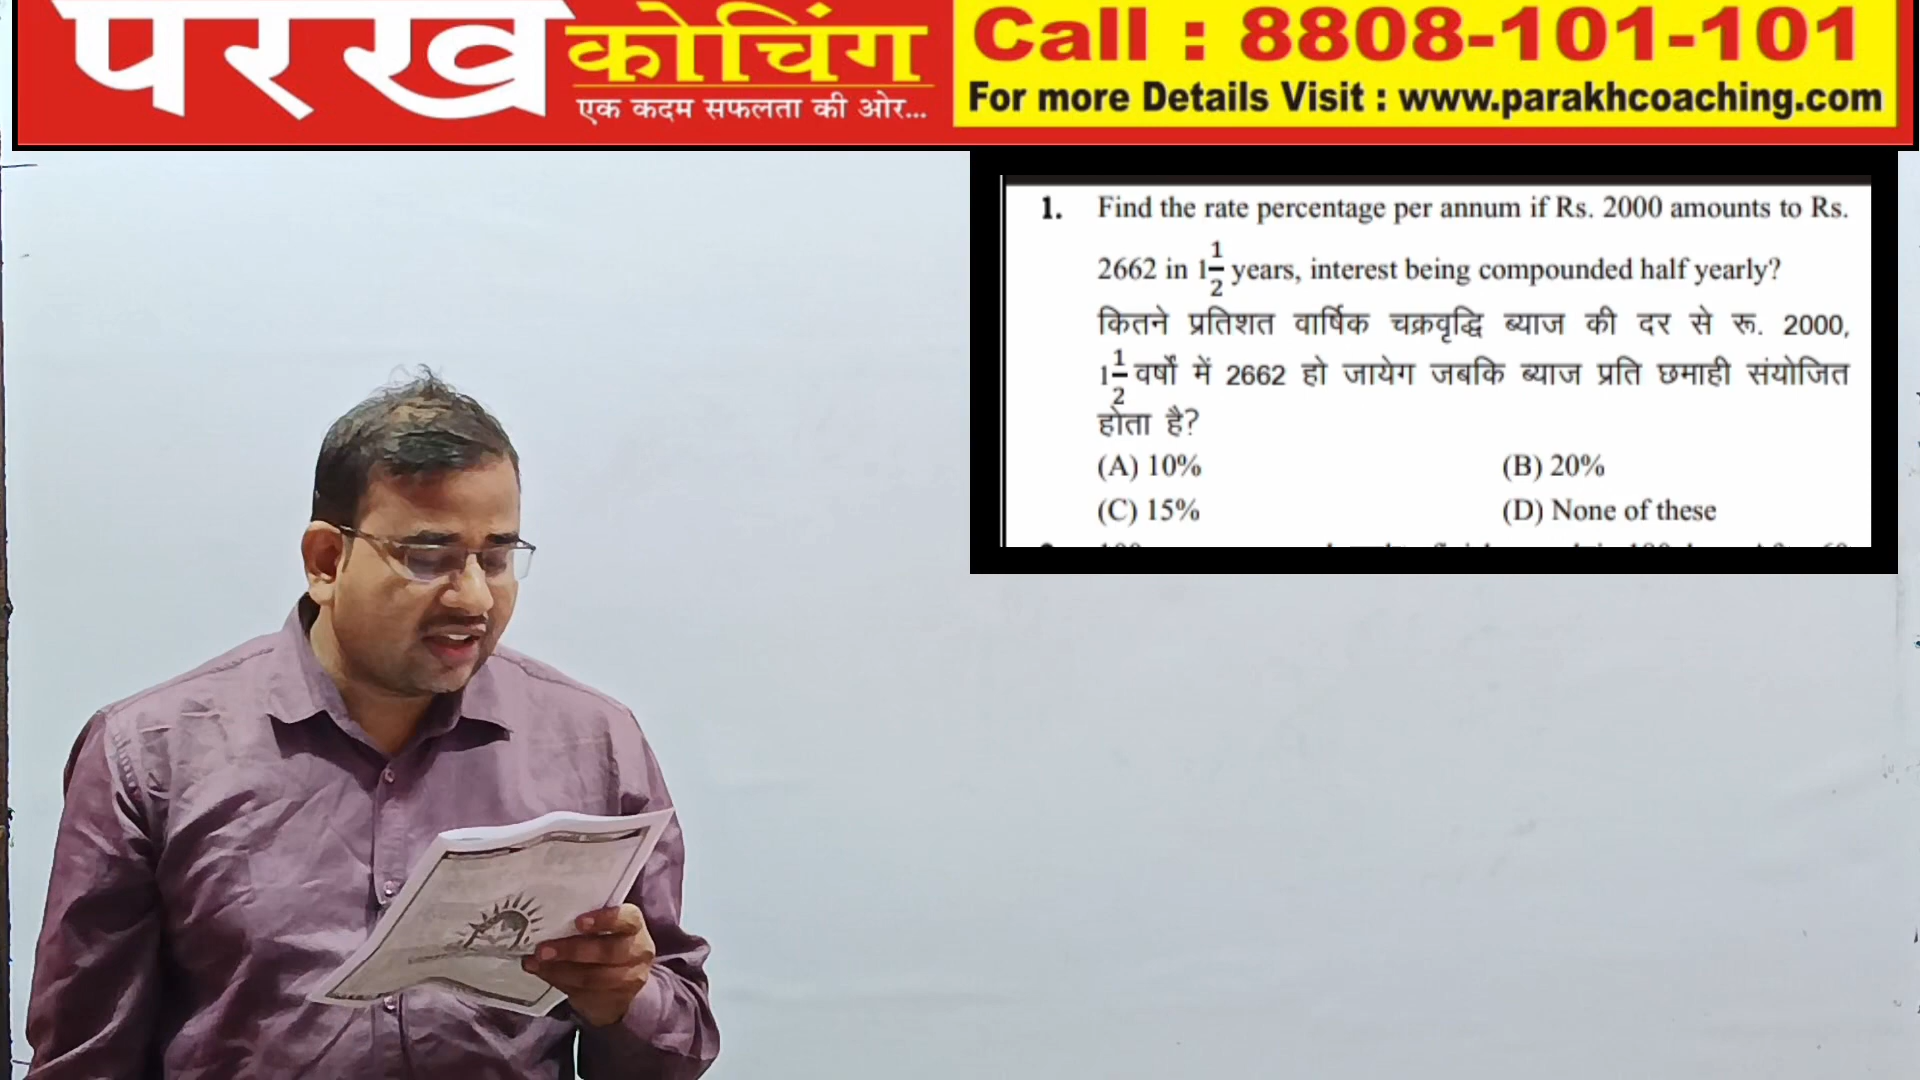 परख कोचिंग
एक कदम सफलता की ओर...
Call : 8808-101-101
For more Details Visit : www.parakhcoaching.com
1. Find the rate percentage per annum if Rs. 2000 amounts to Rs.
2662 in 1 1/2 years, interest being compounded half yearly?
कितने प्रतिशत वार्षिक चक्रवृद्धि ब्याज की दर से रू. 2000,
1 1/2 वर्षों में 2662 हो जायेग जबकि ब्याज प्रति छमाही संयोजित
होता है?
(A) 10% (B) 20%
(C) 15% (D) None of these